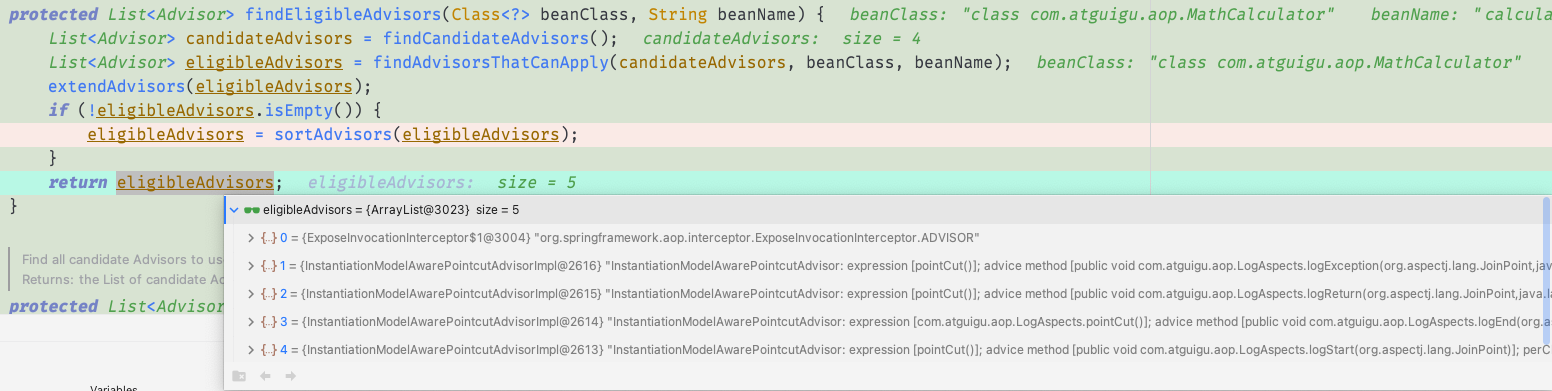 protected List<Advisor> findEligibleAdvisors(Class<?> beanClass, String beanName) { beanClass: "class com.atguigu.aop.MathCalculator" beanName: "calcula
List<Advisor> candidateAdvisors = findCandidateAdvisors(); candidateAdvisors: size = 4
List<Advisor> eligibleAdvisors = findAdvisorsThatCanApply(candidateAdvisors, beanClass, beanName); beanClass: "class com.atguigu.aop.MathCalculator"
extendAdvisors(eligibleAdvisors);
if (!eligibleAdvisors.isEmpty()) {
eligibleAdvisors = sortAdvisors(eligibleAdvisors);
}
return eligibleAdvisors; eligibleAdvisors: size = 5
}
eligibleAdvisors = {ArrayList@3023} size = 5
{..} 0 = {ExposeInvocationInterceptor$1@3004} "org.springframework.aop.interceptor.ExposeInvocationInterceptor.ADVISOR"
Find all candidate Advisors to us
{..} 1 = {InstantiationModelAwarePointcutAdvisorImpl@2616} "InstantiationModelAwarePointcutAdvisor: expression [pointCut()]; advice method [public void com.atguigu.aop.LogAspects.logException(org.aspectj.lang.JoinPoint,jav
Returns: the List of candidate Ad
{..} 2 = {InstantiationModelAwarePointcutAdvisorImpl@2615} "InstantiationModelAwarePointcutAdvisor: expression [pointCut()]; advice method [public void com.atguigu.aop.LogAspects.logReturn(org.aspectj.lang.JoinPoint,java.l
protected List<Advisor
{..} 3 = {InstantiationModelAwarePointcutAdvisorImpl@2614} "InstantiationModelAwarePointcutAdvisor: expression [com.atguigu.aop.LogAspects.pointCut()]; advice method [public void com.atguigu.aop.LogAspects.logEnd(org.a
{..} 4 = {InstantiationModelAwarePointcutAdvisorImpl@2613} "InstantiationModelAwarePointcutAdvisor: expression [pointCut()]; advice method [public void com.atguigu.aop.LogAspects.logStart(org.aspectj.lang.JoinPoint)]; perC
Variables